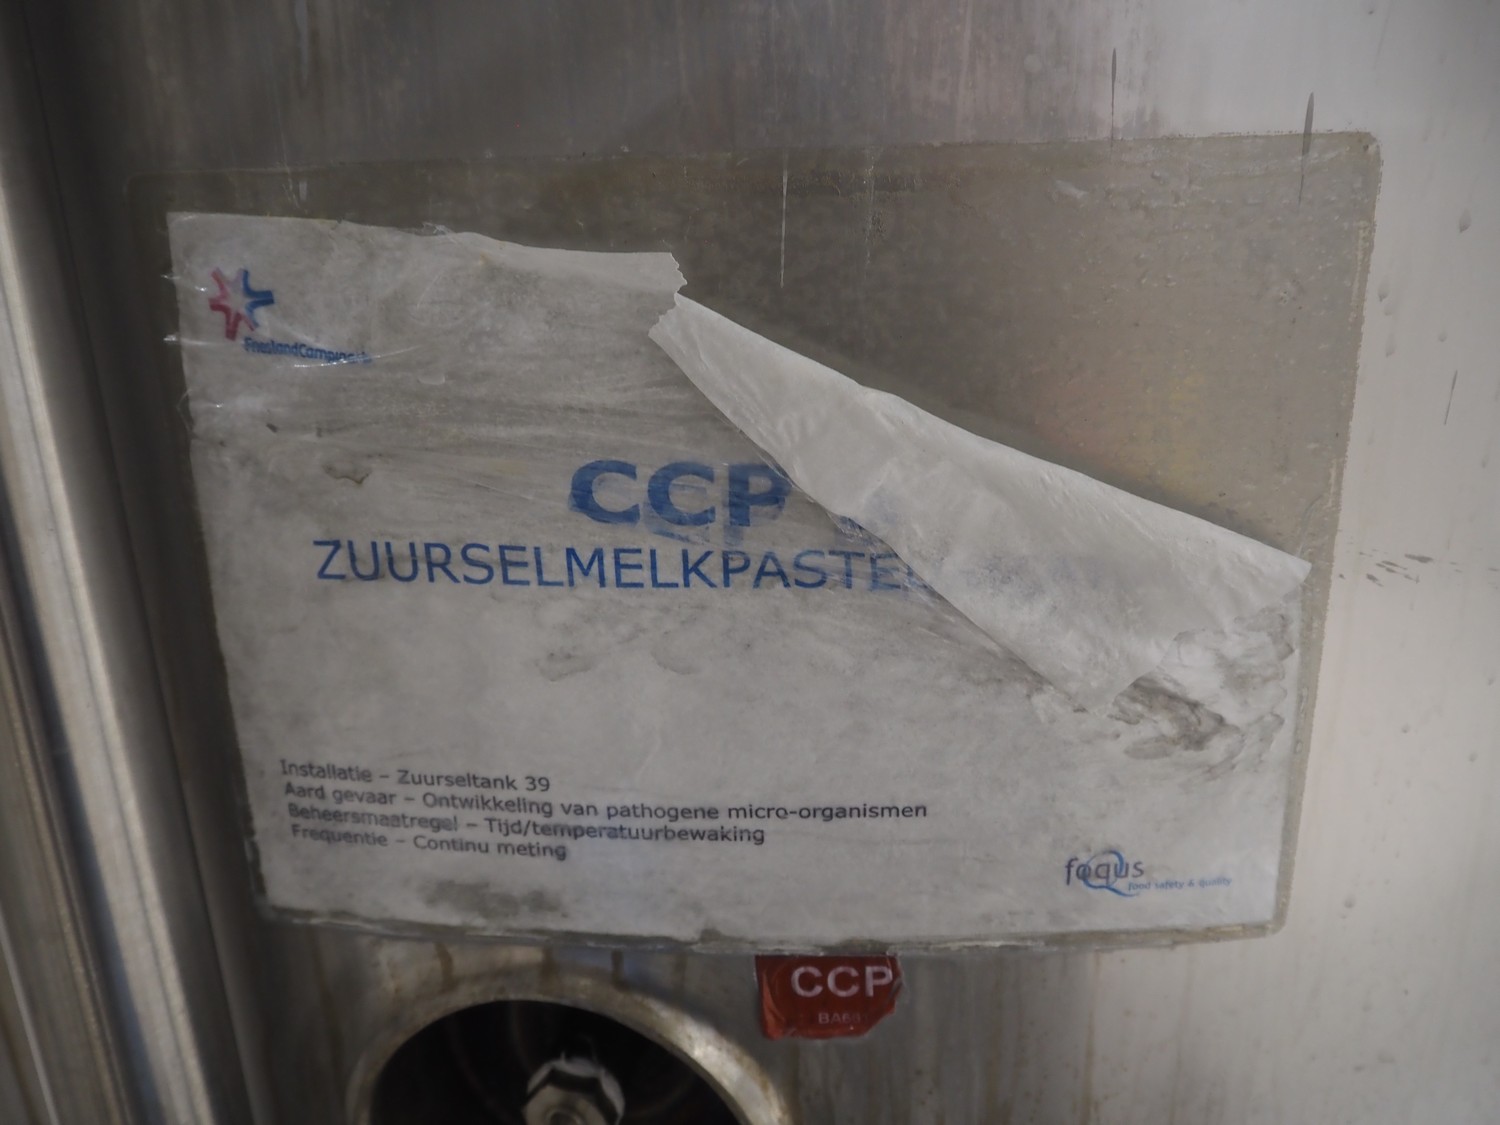 FrieslandCampina
CCP
ZUURSELMELKPASTE
Installatie – Zuurseltank 39
Aard gevaar – Ontwikkeling van pathogene micro-organismen
Beheersmaatregel – Tijd/temperatuurbewaking
Frequentie – Continu meting
foqus
food safety & quality
CCP